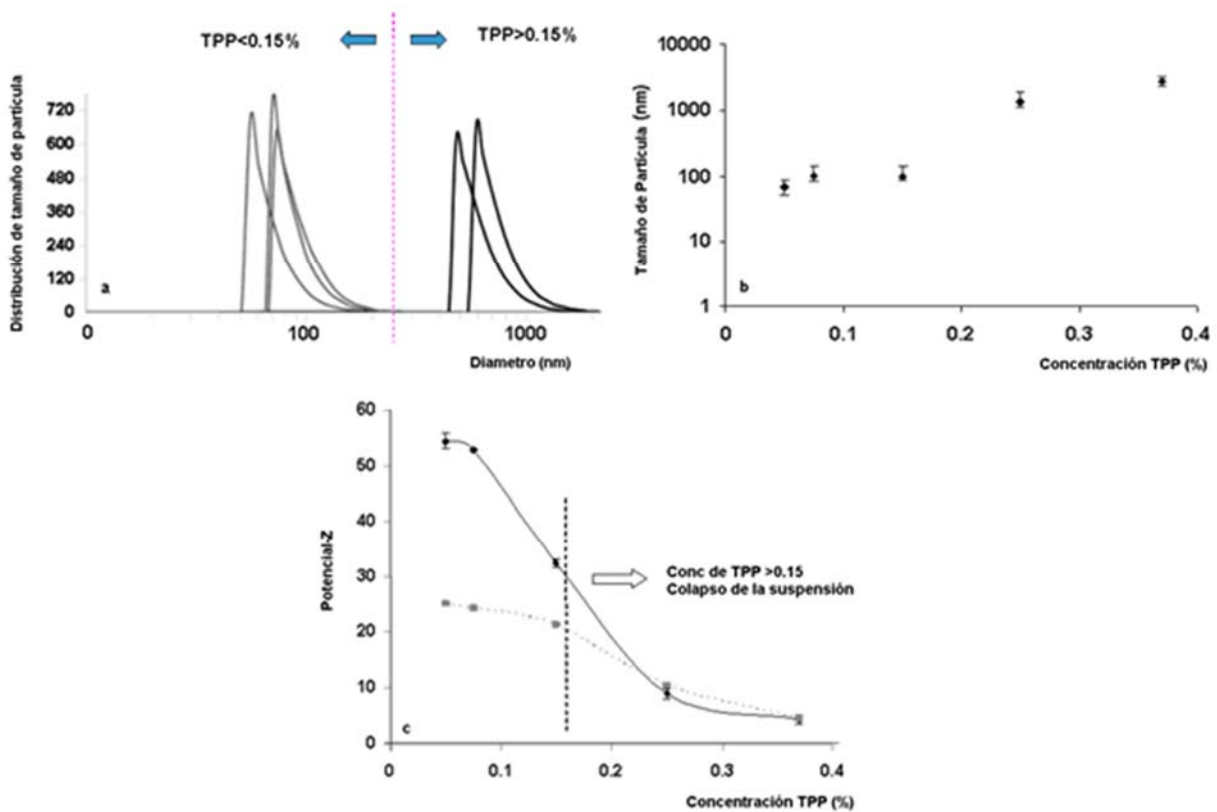 TPP<0.15%
TPP>0.15%
Distribución de tamaño de partícula
720
600
480
360
240
120
0
a
0
100
1000
Diametro (nm)
Tamaño de Partícula (nm)
10000
1000
100
10
1
b
0
0.1
0.2
0.3
0.4
Concentración TPP (%)
Potencial-Z
60
50
40
30
20
10
0
c
Conc de TPP >0.15
Colapso de la suspensión
0
0.1
0.2
0.3
0.4
Concentración TPP (%)